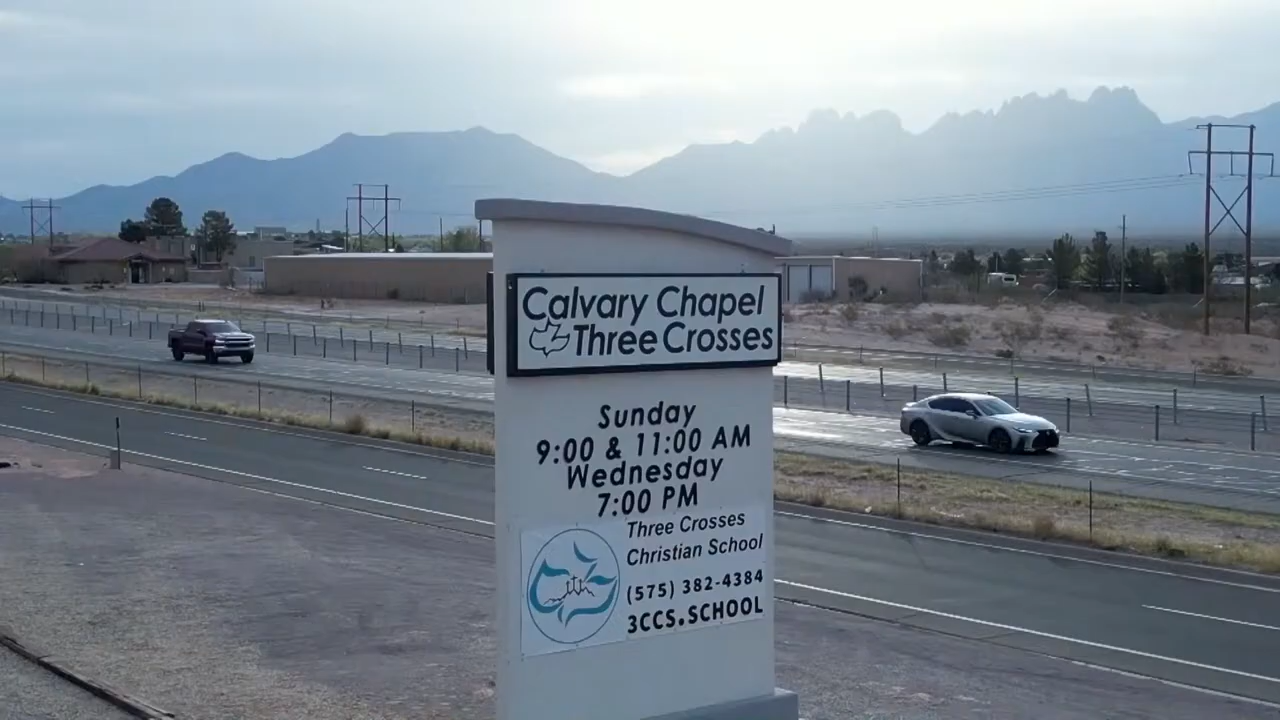 Calvary Chapel
Three Crosses
Sunday
9:00 & 11:00 AM
Wednesday
7:00 PM
Three Crosses
Christian School
(575) 382-4384
3CCS.SCHOOL